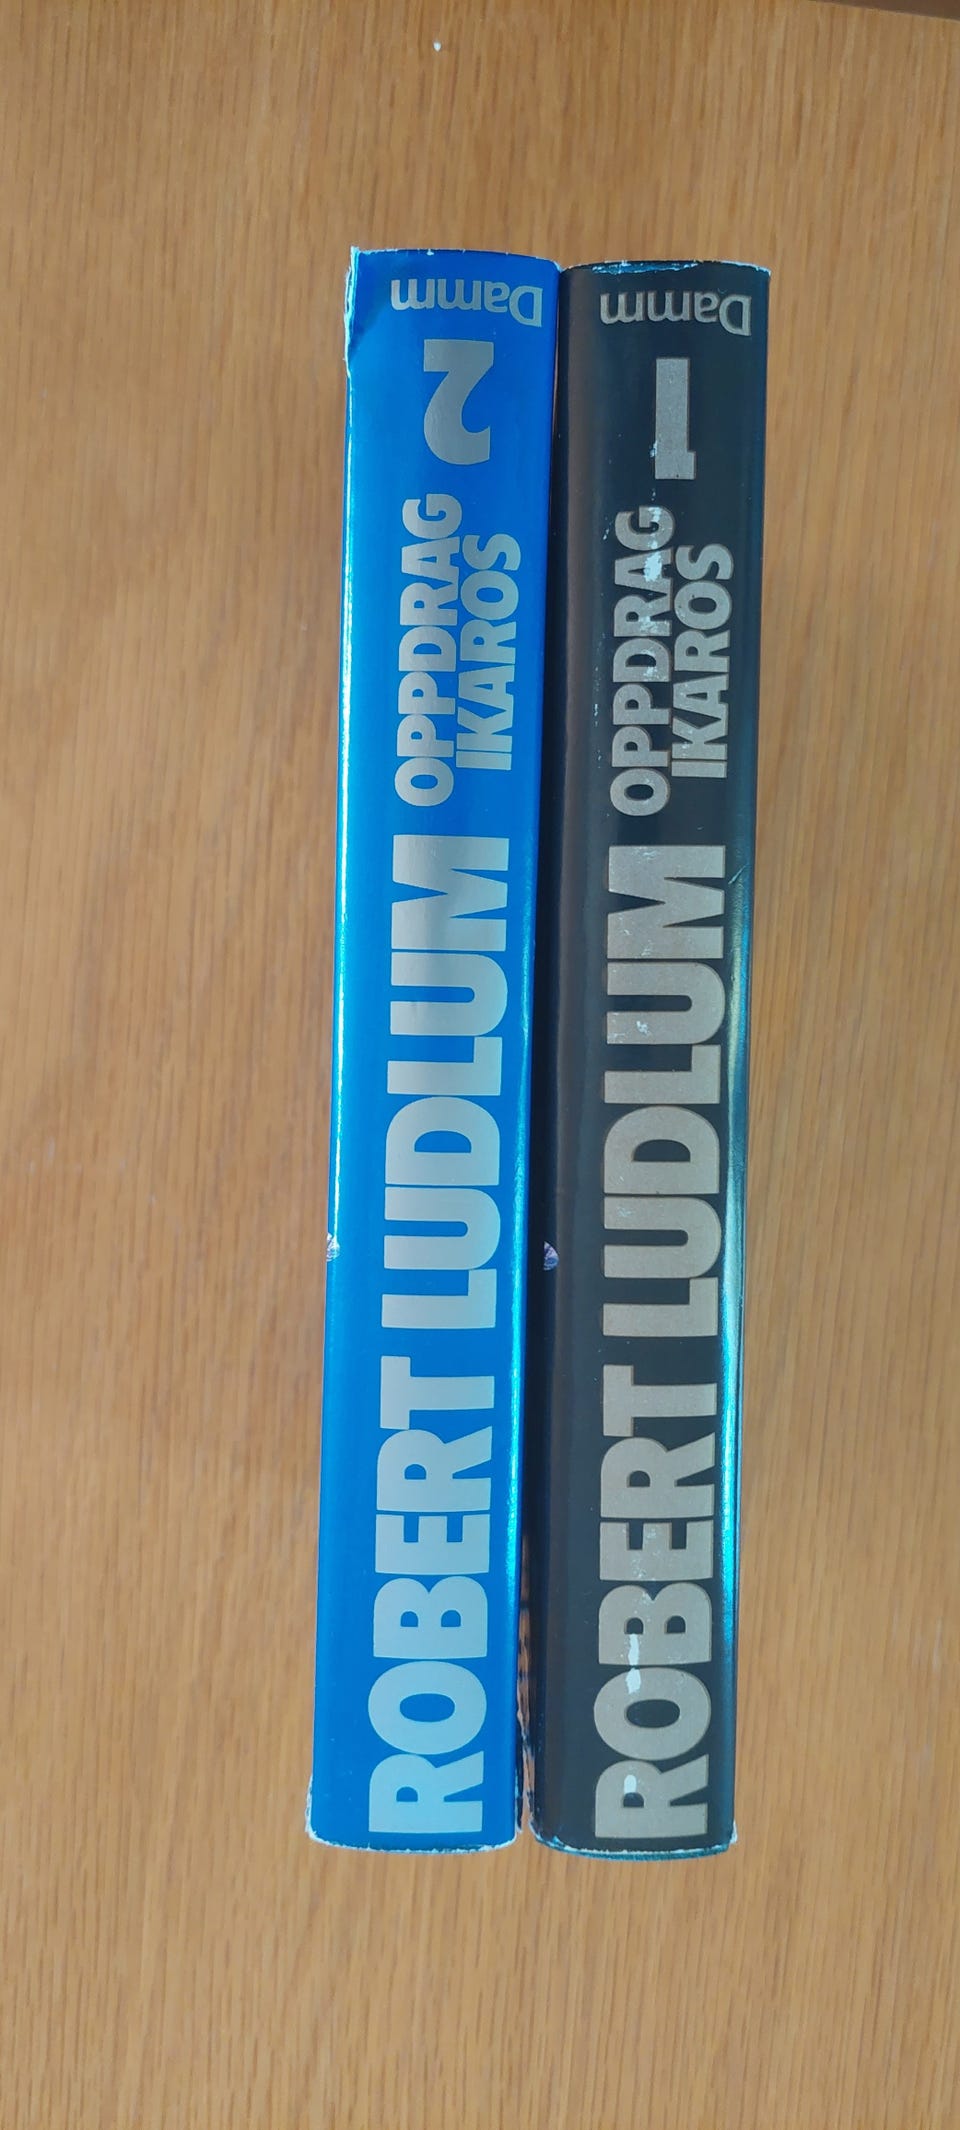 ROBERT LUDLUM
OPPDRAG
IKAROS
2
Damm
ROBERT LUDLUM
OPPDRAG
IKAROS
1
Damm